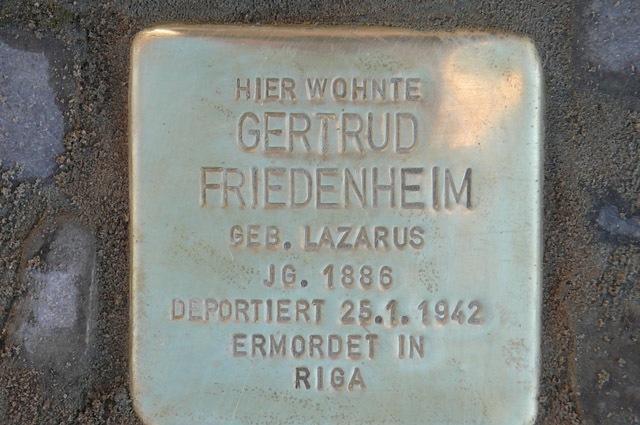 HIER WOHNTE
GERTRUD
FRIEDENHEIM
GEB. LAZARUS
JG. 1886
DEPORTIERT 25.1.1942
ERMORDET IN
RIGA